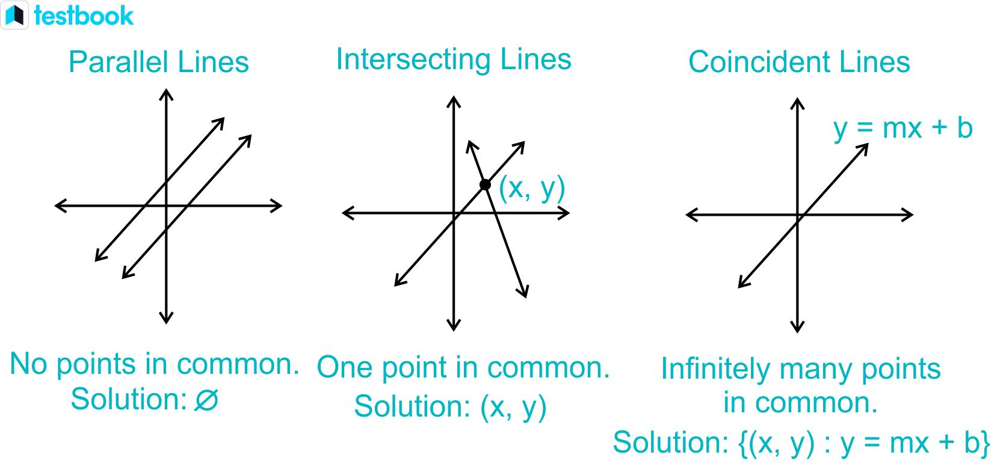 testbook
Parallel Lines
No points in common.
Solution: ∅
Intersecting Lines
(x, y)
One point in common.
Solution: (x, y)
Coincident Lines
y = mx + b
Infinitely many points
in common.
Solution: {(x, y) : y = mx + b}